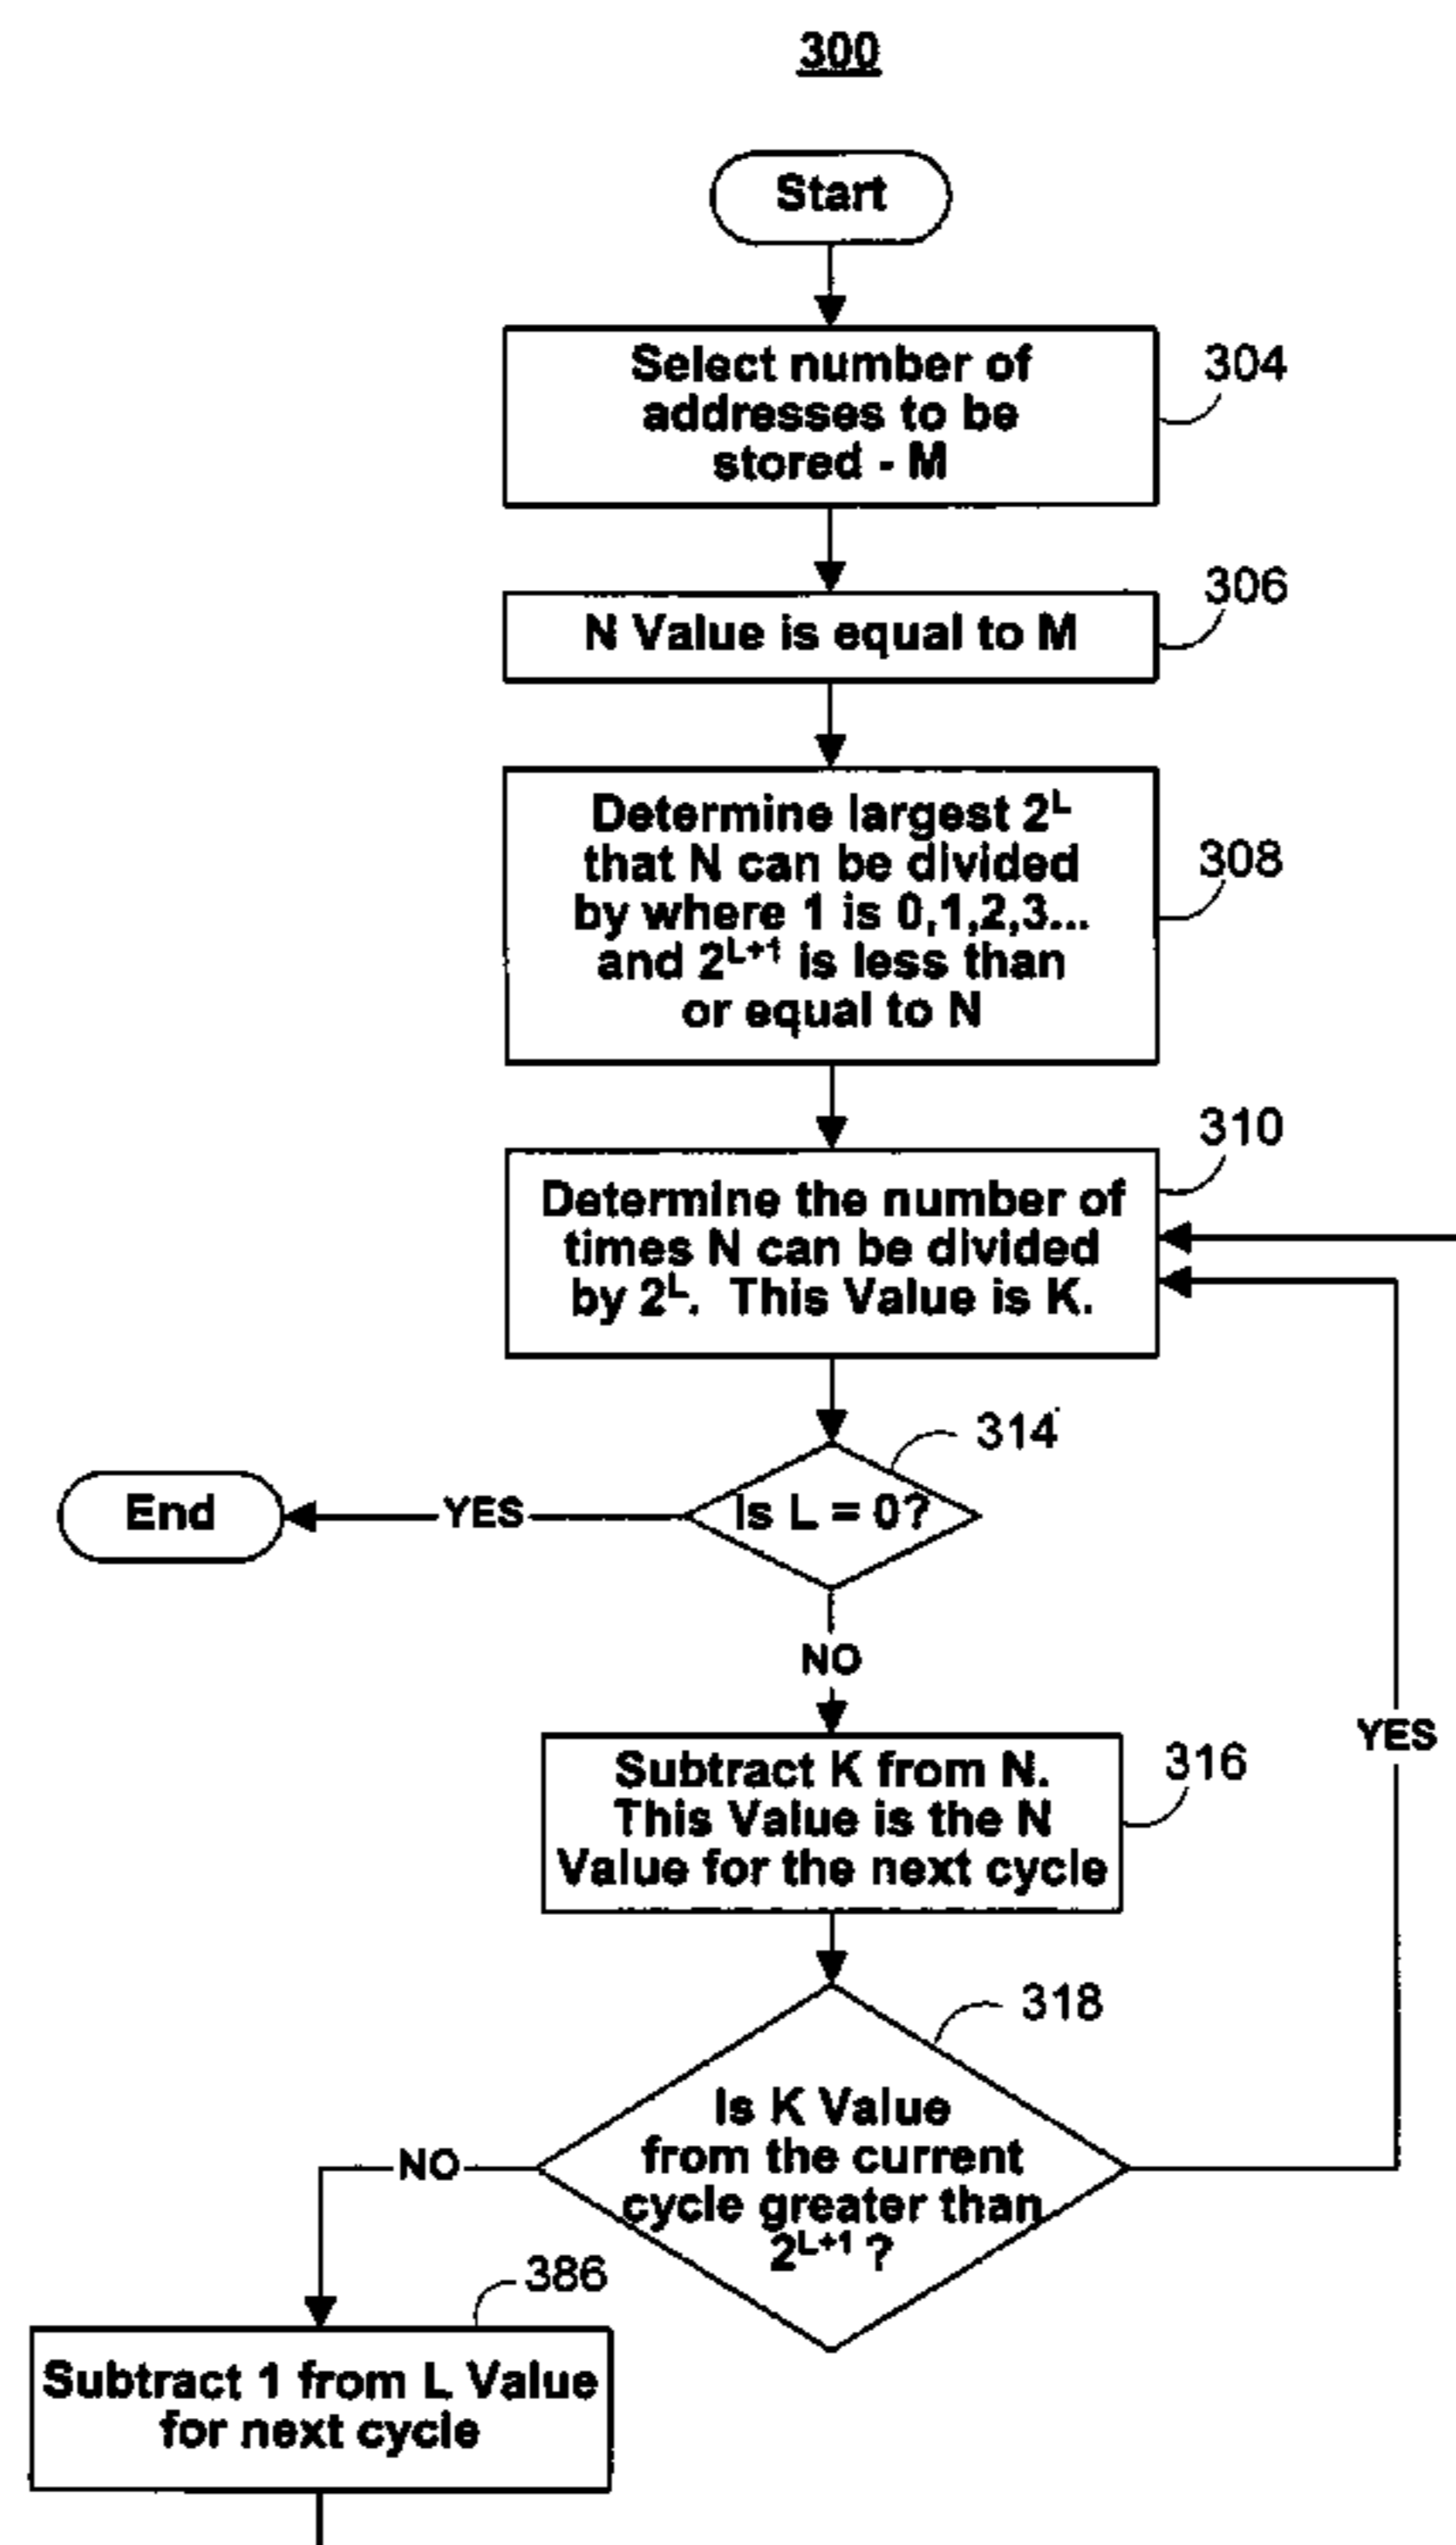 300
Start
Select number of
addresses to be
stored - M
304
N Value is equal to M
306
Determine largest 2^L
that N can be divided
by where 1 is 0,1,2,3...
and 2^L+1 is less than
or equal to N
308
Determine the number of
times N can be divided
by 2^L. This Value is K.
310
Is L = 0?
314
YES
End
NO
Subtract K from N.
This Value is the N
Value for the next cycle
316
YES
Is K Value
from the current
cycle greater than
2^L+1 ?
318
NO
Subtract 1 from L Value
for next cycle
386